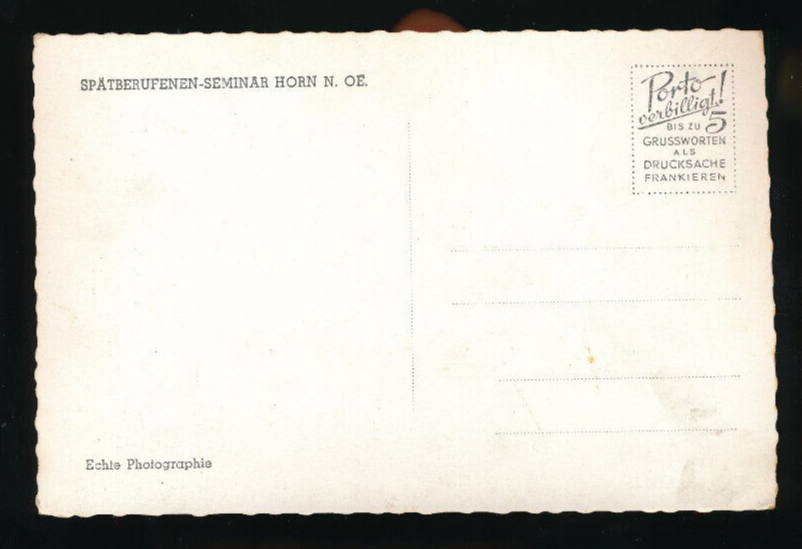 SPÄTBERUFENEN-SEMINAR HORN N. OE.
Porto
verbilligt!
BIS ZU 5
GRUSSWORTEN
ALS
DRUCKSACHE
FRANKIEREN
Echte Photographie